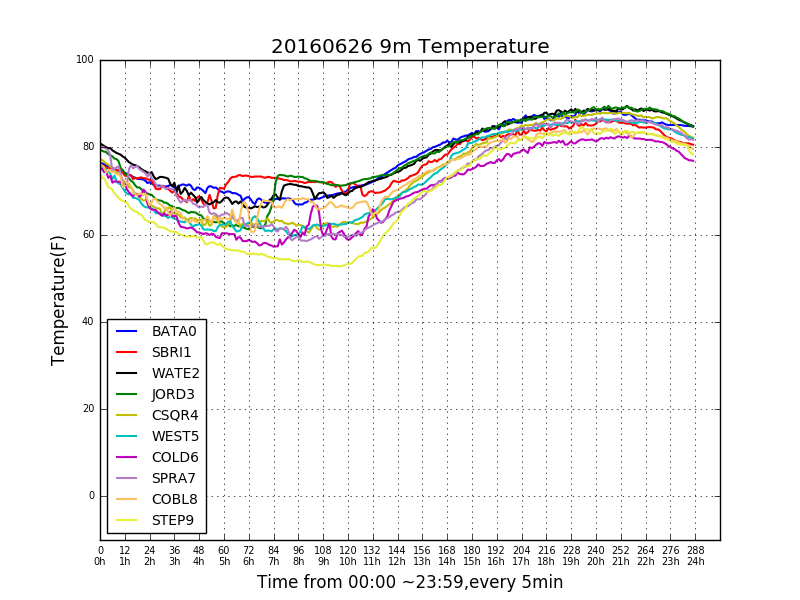 20160626 9m Temperature
100
80
60
40
20
0
Temperature(F)
BATA0
SBRI1
WATE2
JORD3
CSQR4
WEST5
COLD6
SPRA7
COBL8
STEP9
0 12 24 36 48 60 72 84 96 108 120 132 144 156 168 180 192 204 216 228 240 252 264 276 288
0h 1h 2h 3h 4h 5h 6h 7h 8h 9h 10h 11h 12h 13h 14h 15h 16h 17h 18h 19h 20h 21h 22h 23h 24h
Time from 00:00 ~23:59,every 5min